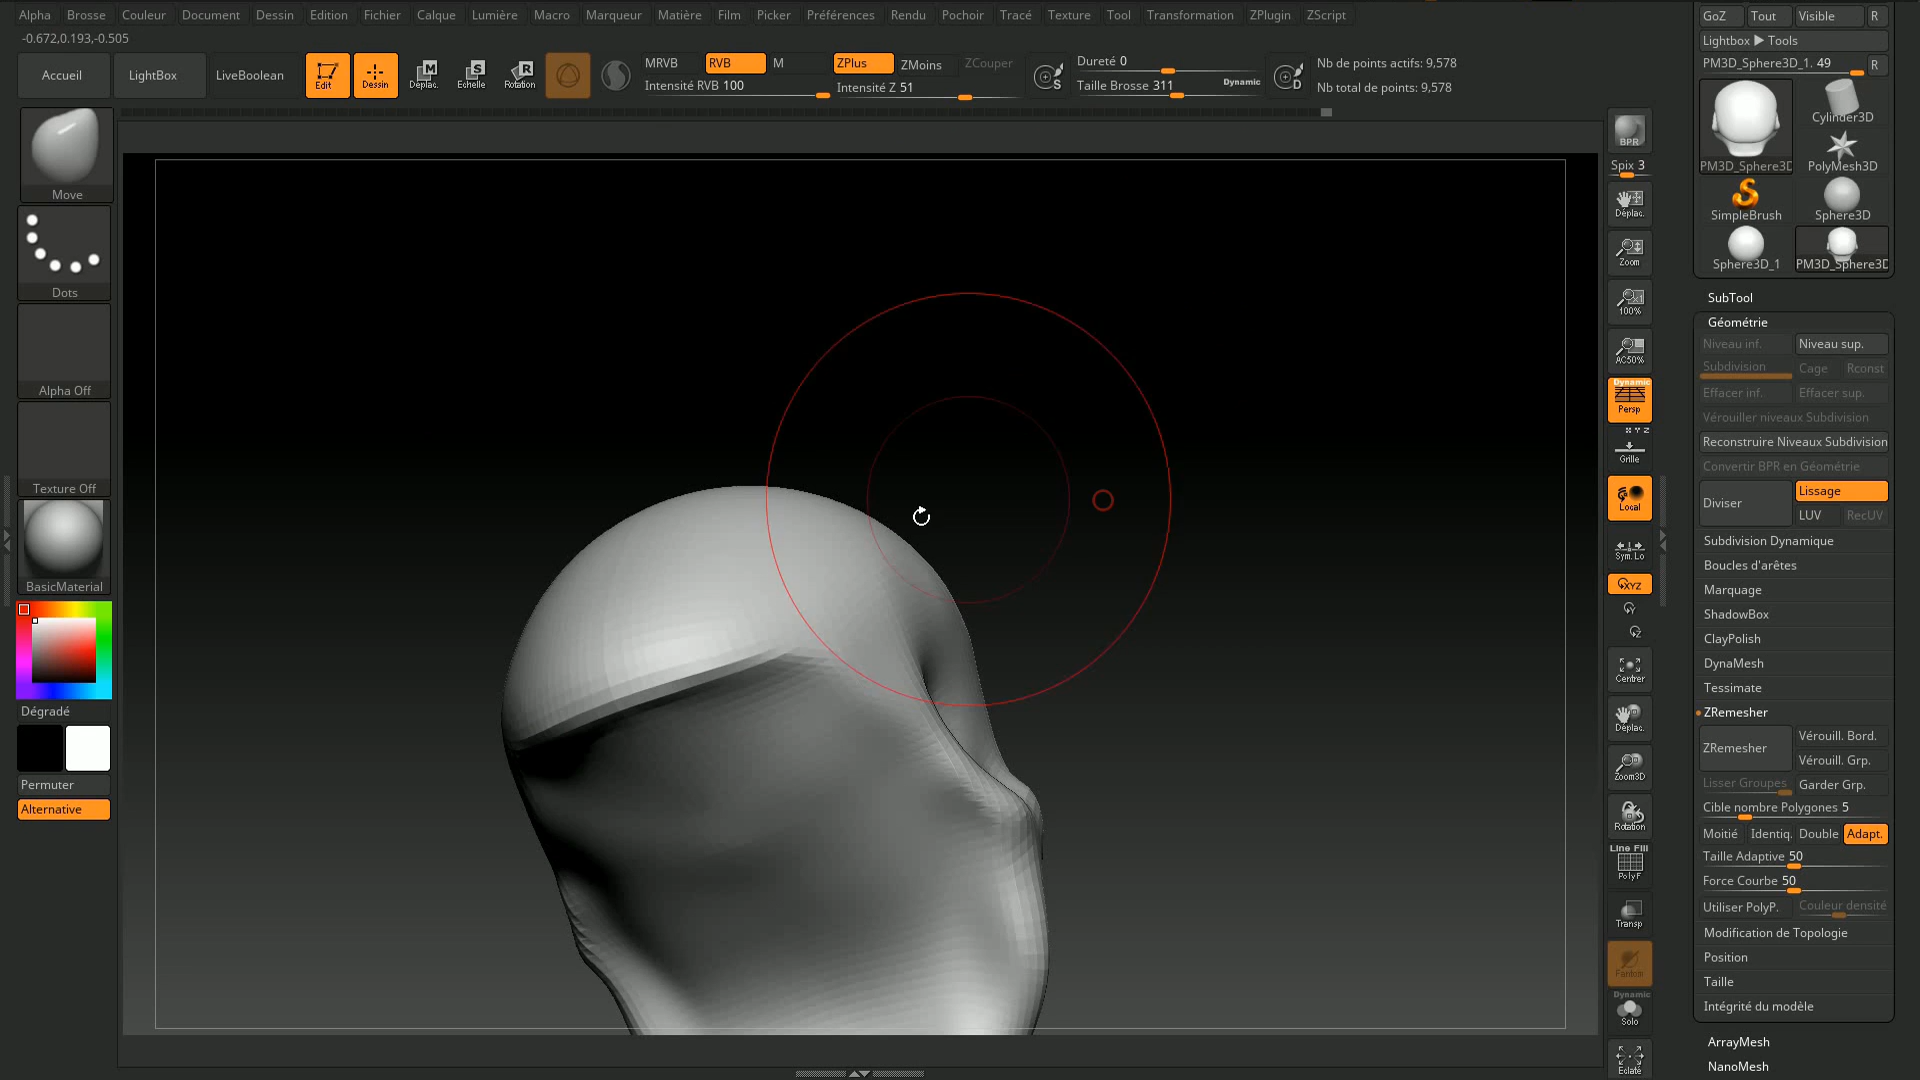 Alpha Brosse Couleur Document Dessin Edition Fichier Calque Lumière Macro Marqueur Matière Film Picker Préférences Rendu Pochoir Tracé Texture Tool Transformation ZPlugin ZScript
-0.672,0.193,-0.505
Accueil LightBox LiveBoolean
Edit Dessin Déplac. Echelle Rotation
MRVB RVB M
Intensité RVB 100
ZPlus ZMoins ZCouper
Intensité Z 51
Dureté 0
Taille Brosse 311 Dynamic
Nb de points actifs: 9,578
Nb total de points: 9,578
Move
Dots
Alpha Off
Texture Off
BasicMaterial
Dégradé
Permuter
Alternative
BPR
Spix 3
Déplac.
Zoom
100%
AC50%
Dynamic
Persp
X Y Z
Grille
Local
Sym. Lo
XYZ
Y
Z
Centrer
Déplac.
Zoom3D
Rotation
Line Fill
PolyF
Transp
Fantom
Dynamic
Solo
Eclaté
GoZ Tout Visible R
Lightbox ▶ Tools
PM3D_Sphere3D_1. 49 R
PM3D_Sphere3D
Cylinder3D
PolyMesh3D
SimpleBrush
Sphere3D
Sphere3D_1
PM3D_Sphere3D
SubTool
Géométrie
Niveau inf. Niveau sup.
Subdivision Cage Rconst
Effacer inf. Effacer sup.
Vérouiller niveaux Subdivision
Reconstruire Niveaux Subdivision
Convertir BPR en Géométrie
Diviser Lissage
LUV RecUV
Subdivision Dynamique
Boucles d'arêtes
Marquage
ShadowBox
ClayPolish
DynaMesh
Tessimate
ZRemesher
ZRemesher Vérouill. Bord.
Vérouill. Grp.
Lisser Groupes Garder Grp.
Cible nombre Polygones 5
Moitié Identiq. Double Adapt.
Taille Adaptive 50
Force Courbe 50
Utiliser PolyP. Couleur densité
Modification de Topologie
Position
Taille
Intégrité du modèle
ArrayMesh
NanoMesh